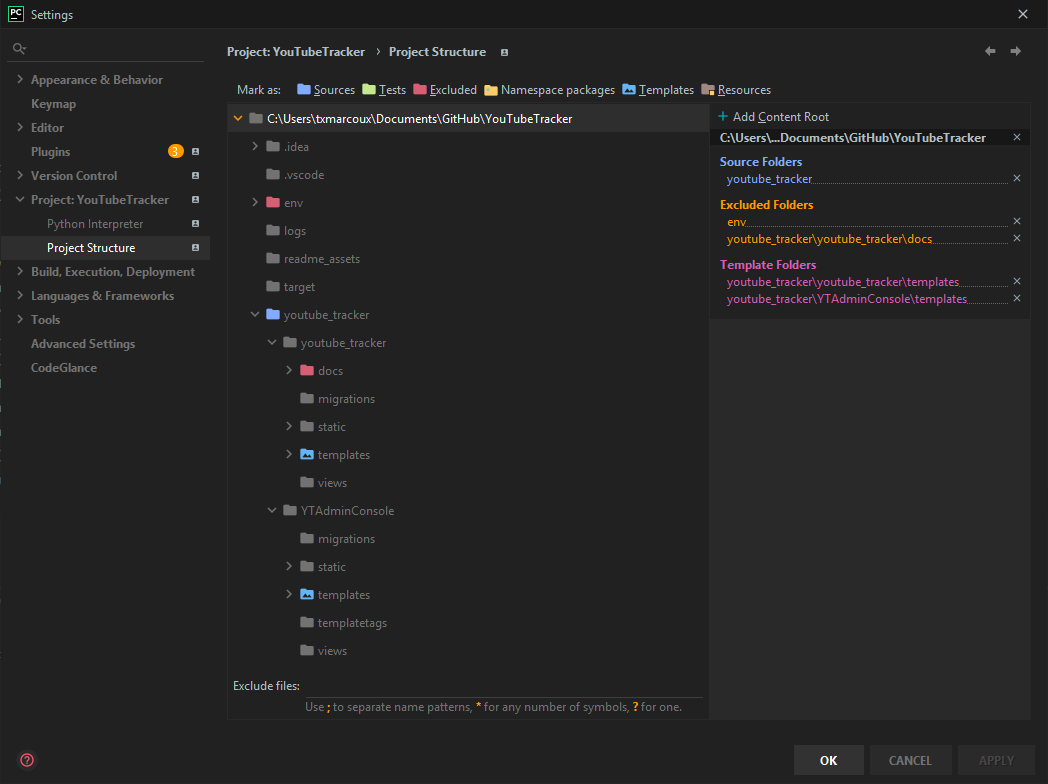 PC Settings
Project: YouTubeTracker › Project Structure
Appearance & Behavior
Keymap
Editor
Plugins 3
Version Control
Project: YouTubeTracker
Python Interpreter
Project Structure
Build, Execution, Deployment
Languages & Frameworks
Tools
Advanced Settings
CodeGlance
Mark as: Sources Tests Excluded Namespace packages Templates Resources
C:\Users\txmarcoux\Documents\GitHub\YouTubeTracker
.idea
.vscode
env
logs
readme_assets
target
youtube_tracker
youtube_tracker
docs
migrations
static
templates
views
YTAdminConsole
migrations
static
templates
templatetags
views
Exclude files:
Use ; to separate name patterns, * for any number of symbols, ? for one.
+ Add Content Root
C:\Users\...Documents\GitHub\YouTubeTracker
Source Folders
youtube_tracker
Excluded Folders
env
youtube_tracker\youtube_tracker\docs
Template Folders
youtube_tracker\youtube_tracker\templates
youtube_tracker\YTAdminConsole\templates
?
OK CANCEL APPLY